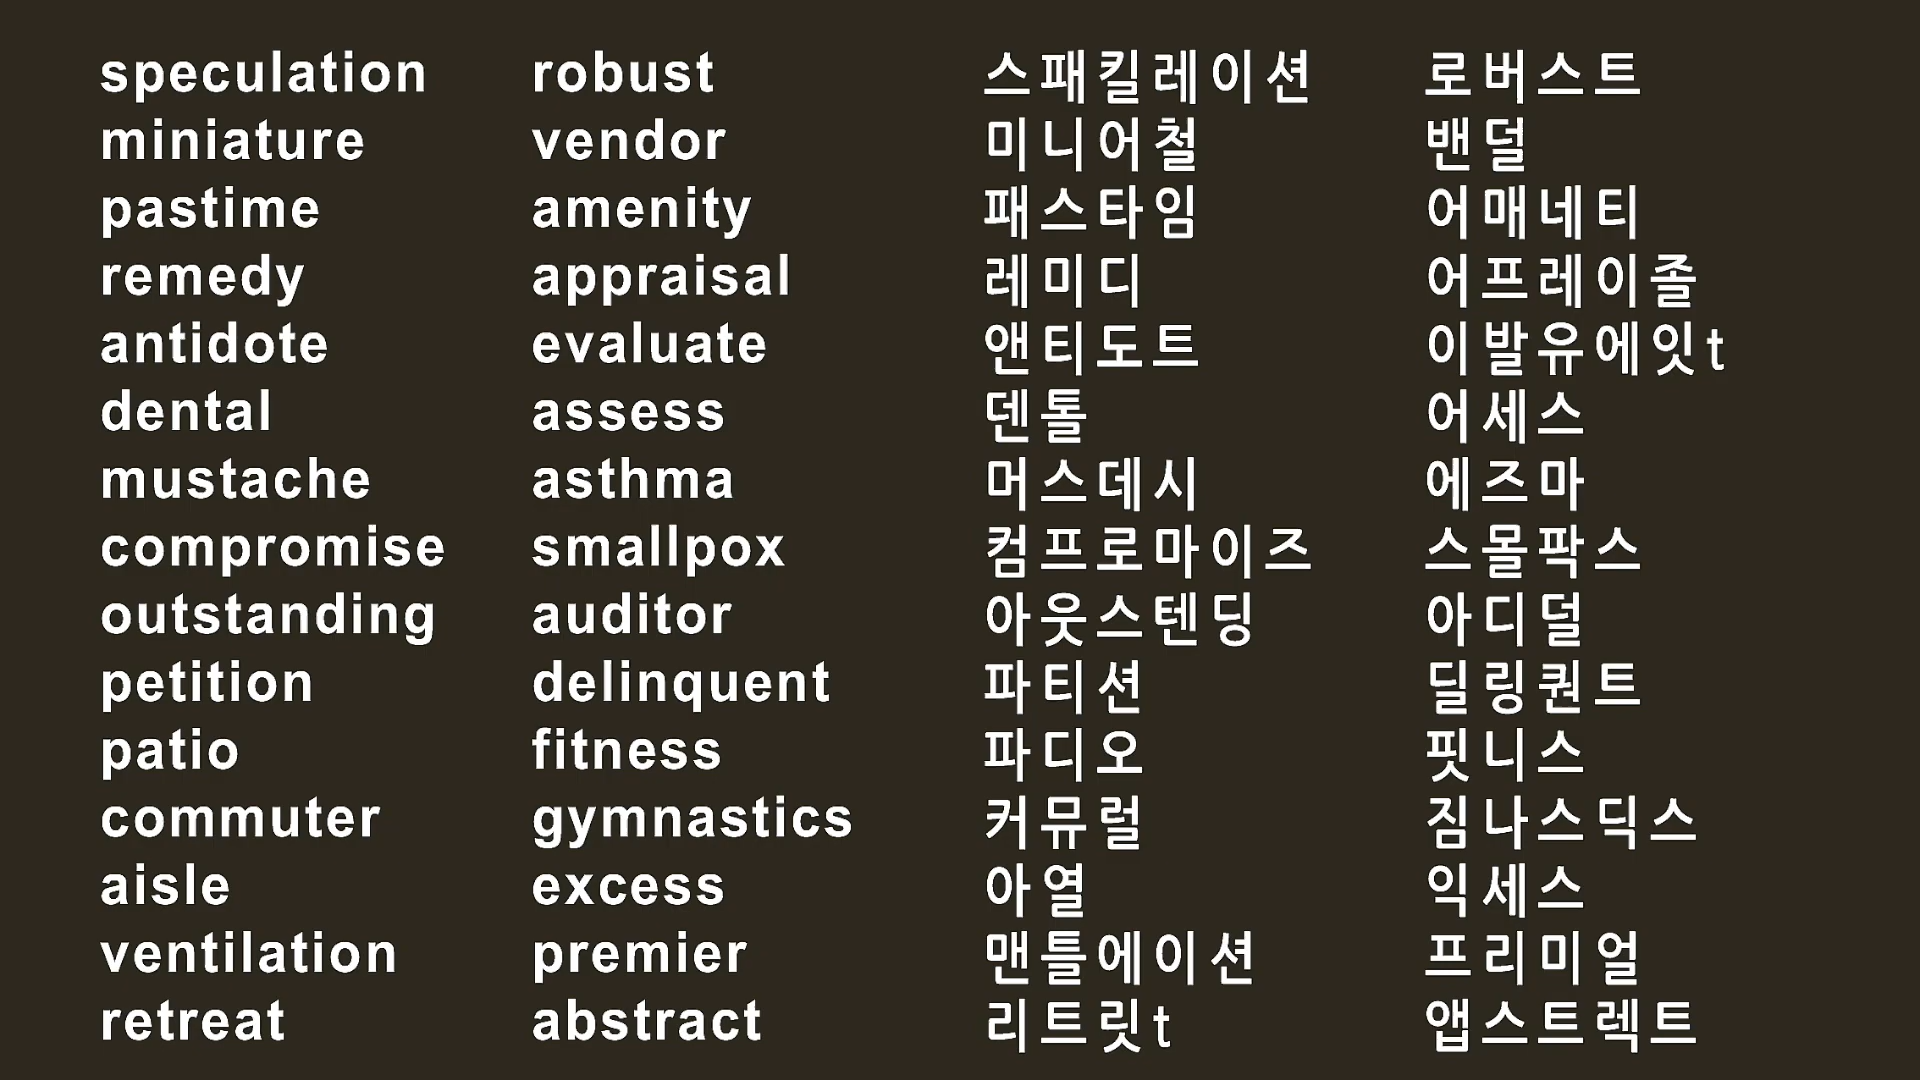 speculation robust 스패킬레이션 로버스트
miniature vendor 미니어철 밴덜
pastime amenity 패스타임 어매네티
remedy appraisal 레미디 어프레이졸
antidote evaluate 앤티도트 이발유에잇t
dental assess 덴톨 어세스
mustache asthma 머스데시 에즈마
compromise smallpox 컴프로마이즈 스몰팍스
outstanding auditor 아웃스텐딩 아디덜
petition delinquent 파티션 딜링퀀트
patio fitness 파디오 핏니스
commuter gymnastics 커뮤럴 짐나스딕스
aisle excess 아열 익세스
ventilation premier 맨틀에이션 프리미얼
retreat abstract 리트릿t 앱스트렉트